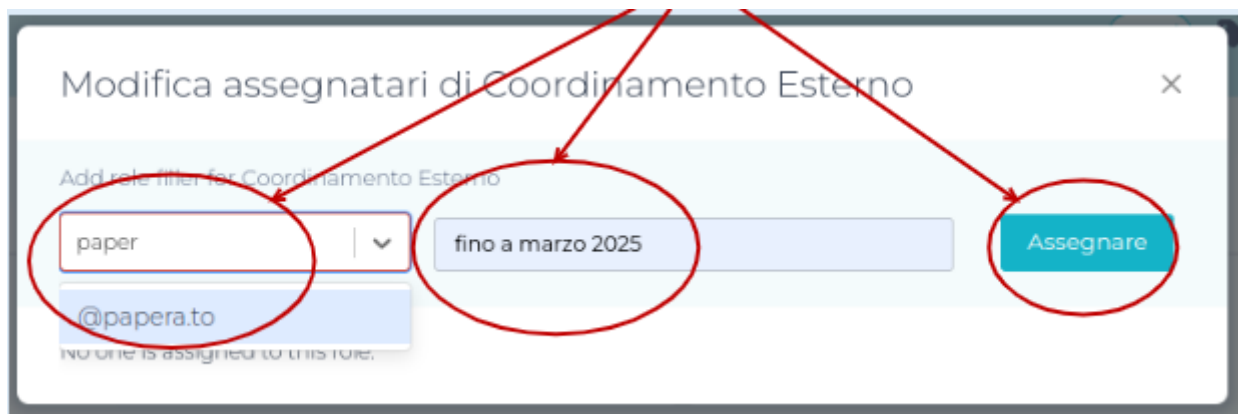 Modifica assegnatari di Coordinamento Esterno
Add role filler for Coordinamento Esterno
paper
fino a marzo 2025
Assegnare
@papera.to
No one is assigned to this role.